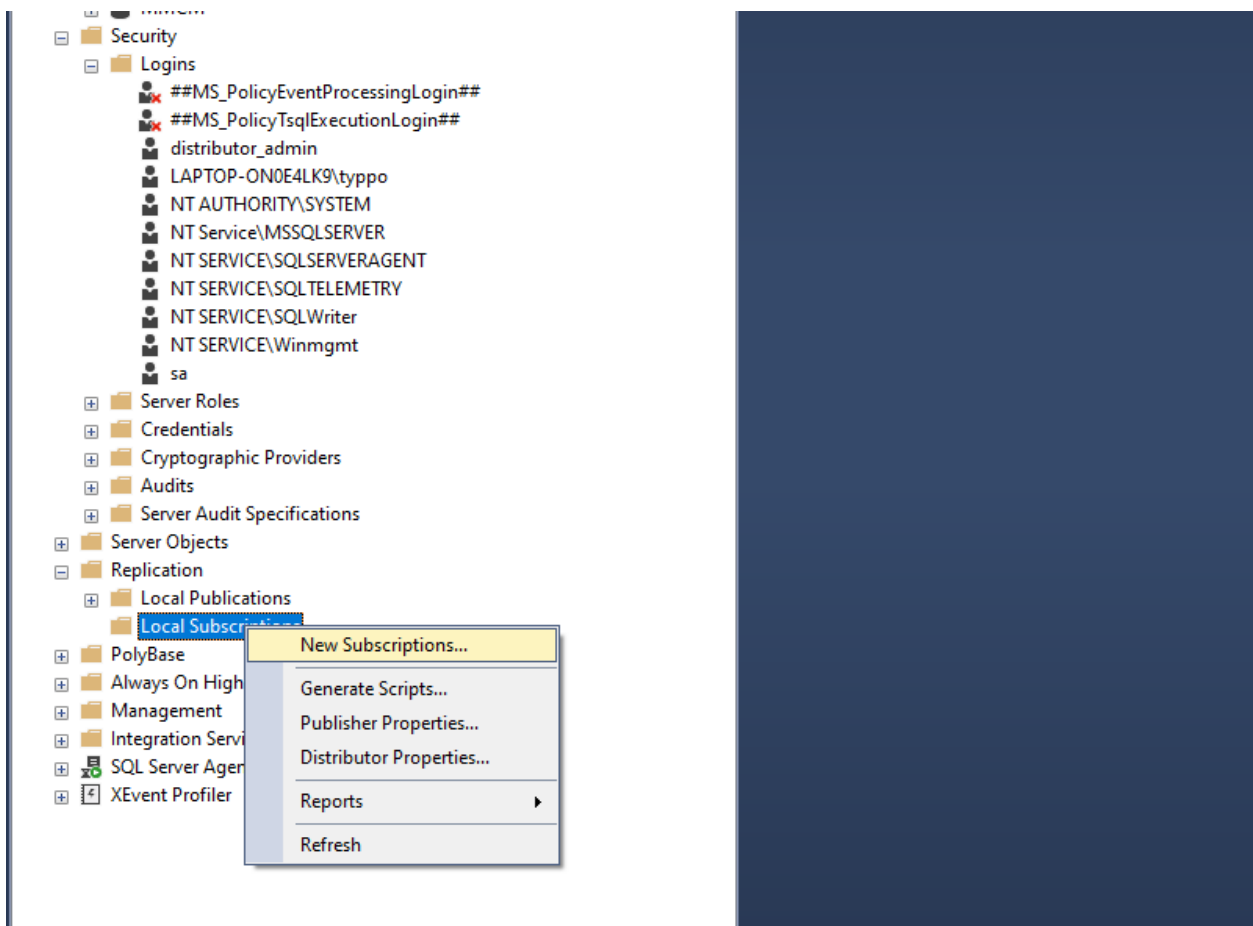 Security
Logins
##MS_PolicyEventProcessingLogin##
##MS_PolicyTsqlExecutionLogin##
distributor_admin
LAPTOP-ON0E4LK9\typpo
NT AUTHORITY\SYSTEM
NT Service\MSSQLSERVER
NT SERVICE\SQLSERVERAGENT
NT SERVICE\SQLTELEMETRY
NT SERVICE\SQLWriter
NT SERVICE\Winmgmt
sa
Server Roles
Credentials
Cryptographic Providers
Audits
Server Audit Specifications
Server Objects
Replication
Local Publications
Local Subscriptions
New Subscriptions...
PolyBase
Always On High
Generate Scripts...
Management
Publisher Properties...
Integration Servi
Distributor Properties...
SQL Server Agen
XEvent Profiler
Reports
Refresh